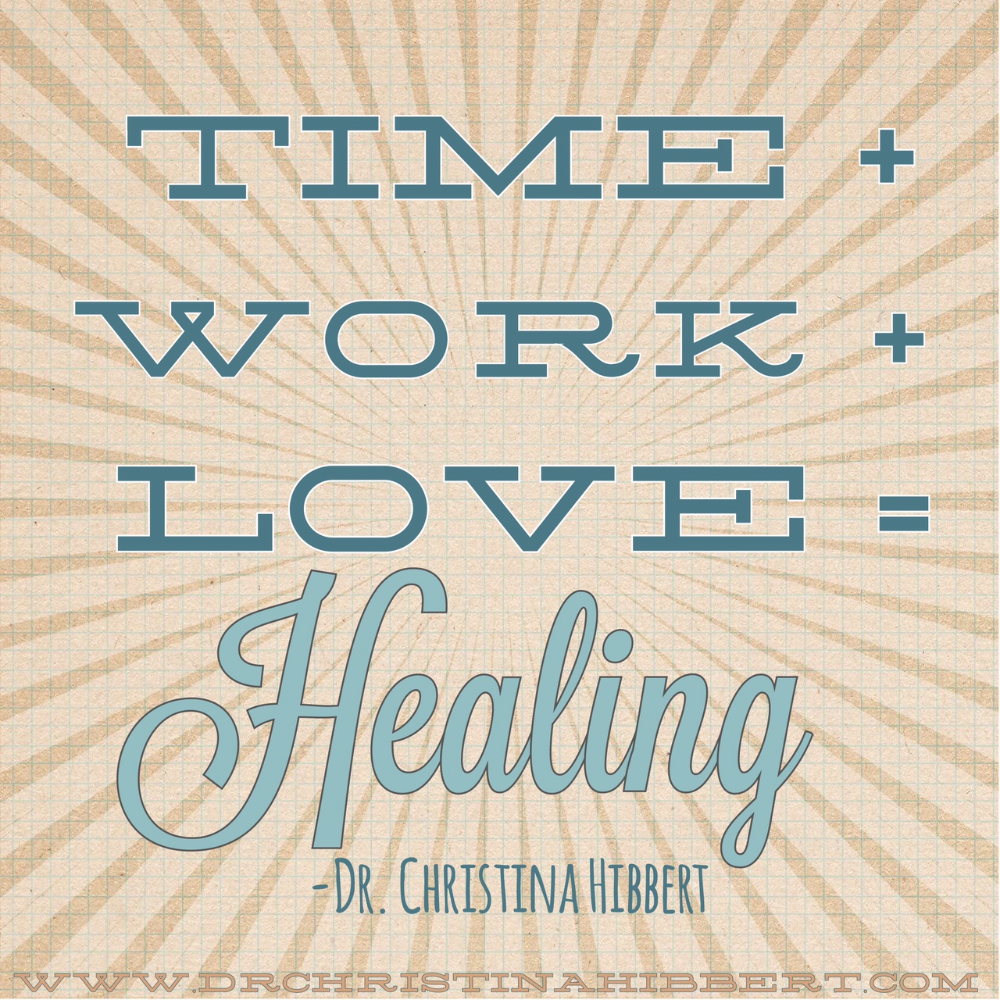 TIME +
WORK +
LOVE =
Healing
-DR. CHRISTINA HIBBERT
WWW.DRCHRISTINAHIBBERT.COM